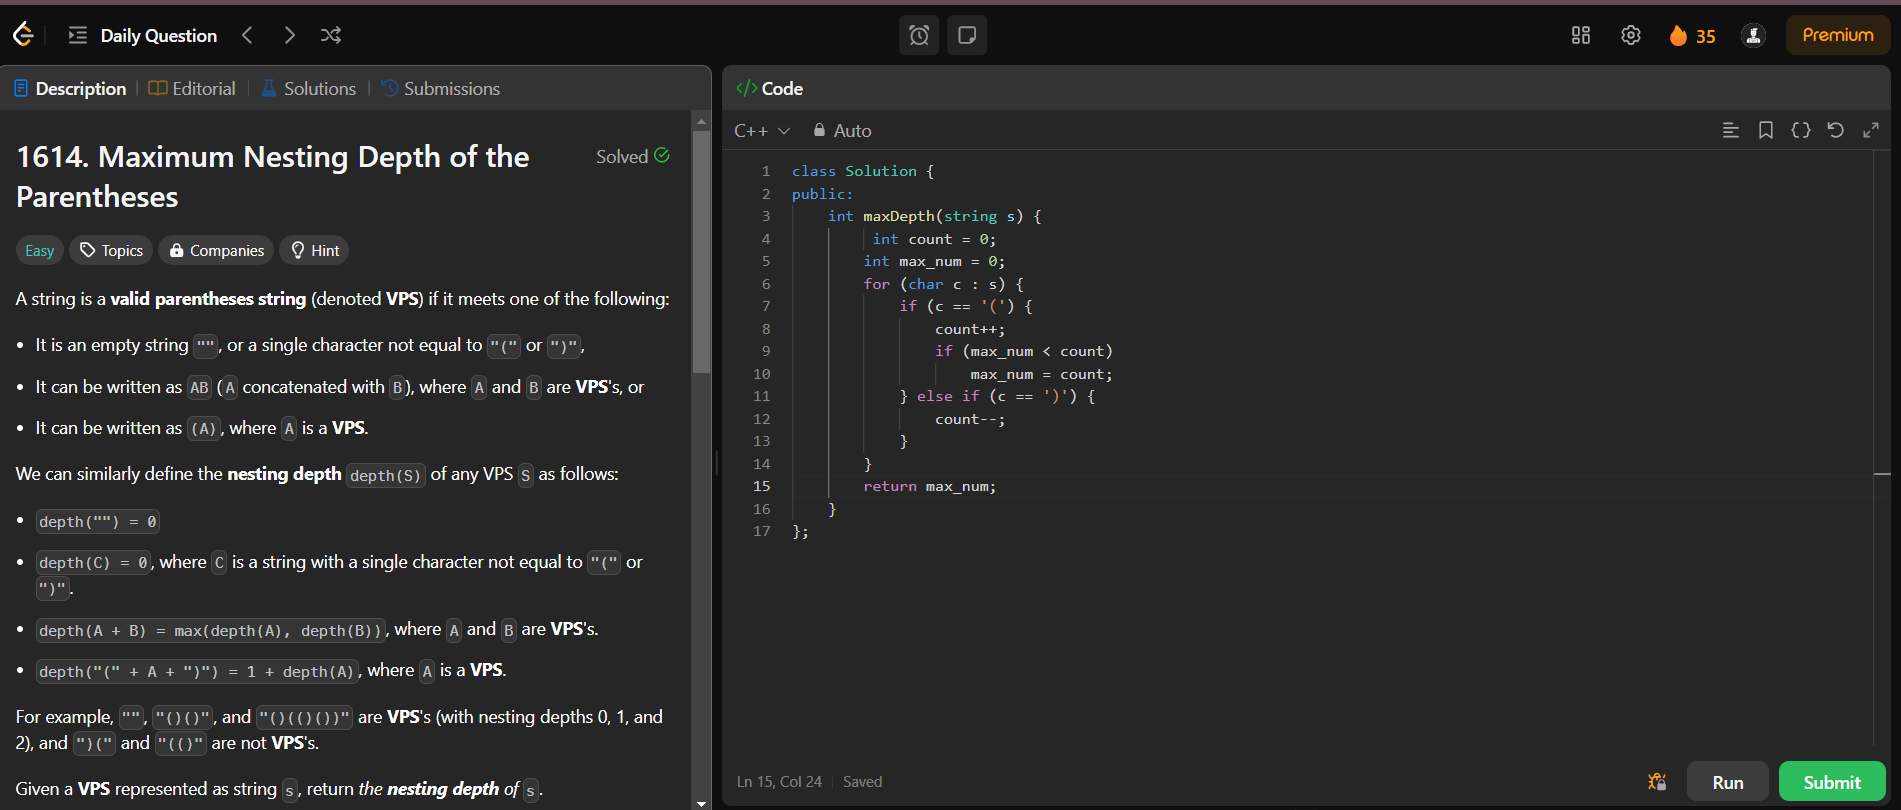 Daily Question
35
Premium
Description
Editorial
Solutions
Submissions
1614. Maximum Nesting Depth of the
Parentheses
Solved
Easy
Topics
Companies
Hint
A string is a valid parentheses string (denoted VPS) if it meets one of the following:
• It is an empty string "", or a single character not equal to "(" or ")",
• It can be written as AB (A concatenated with B), where A and B are VPS's, or
• It can be written as (A), where A is a VPS.
We can similarly define the nesting depth depth(S) of any VPS S as follows:
• depth("") = 0
• depth(C) = 0, where C is a string with a single character not equal to "(" or
")".
• depth(A + B) = max(depth(A), depth(B)), where A and B are VPS's.
• depth("(" + A + ")") = 1 + depth(A), where A is a VPS.
For example, "", "()()", and "()(()())" are VPS's (with nesting depths 0, 1, and
2), and ")(" and "(()" are not VPS's.
Given a VPS represented as string s, return the nesting depth of s.
</> Code
C++
Auto
1 class Solution {
2 public:
3 int maxDepth(string s) {
4 int count = 0;
5 int max_num = 0;
6 for (char c : s) {
7 if (c == '(') {
8 count++;
9 if (max_num < count)
10 max_num = count;
11 } else if (c == ')') {
12 count--;
13 }
14 }
15 return max_num;
16 }
17 };
Ln 15, Col 24
Saved
Run
Submit